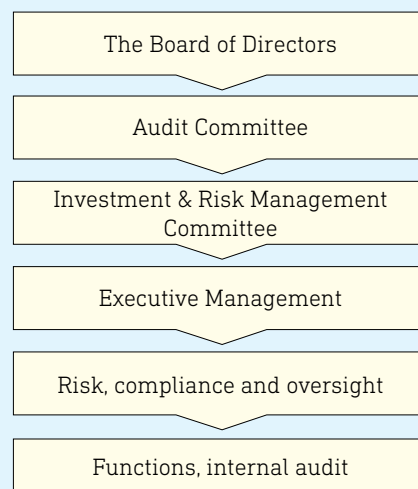 The Board of Directors
Audit Committee
Investment & Risk Management
Committee
Executive Management
Risk, compliance and oversight
Functions, internal audit